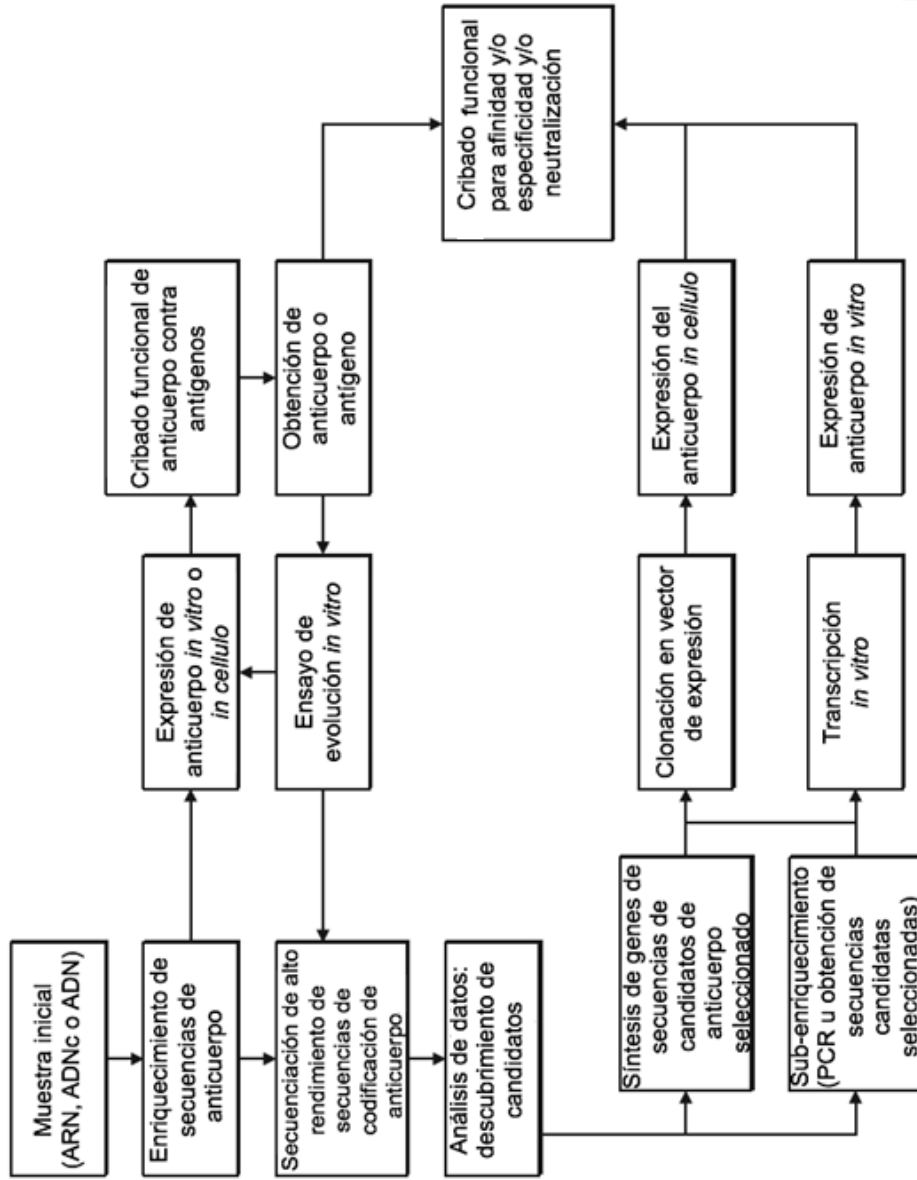 Muestra inicial
(ARN, ADNc o ADN)
Enriquecimiento de
secuencias de
anticuerpo
Secuenciación de alto
rendimiento de
secuencias de
codificación de
anticuerpo
Análisis de datos:
descubrimiento de
candidatos
Expresión de
anticuerpo in vitro o
in cellulo
Ensayo de
evolución in vitro
Cribado funcional de
anticuerpo contra
antígenos
Obtención de
anticuerpo o
antígeno
Síntesis de genes de
secuencias de
candidatos de
anticuerpo
seleccionado
Sub-enriquecimiento
(PCR u obtención de
secuencias
candidatas
seleccionadas)
Clonación en vector
de expresión
Transcripción
in vitro
Expresión del
anticuerpo in cellulo
Expresión de
anticuerpo in vitro
Cribado funcional
para afinidad y/o
especificidad y/o
neutralización